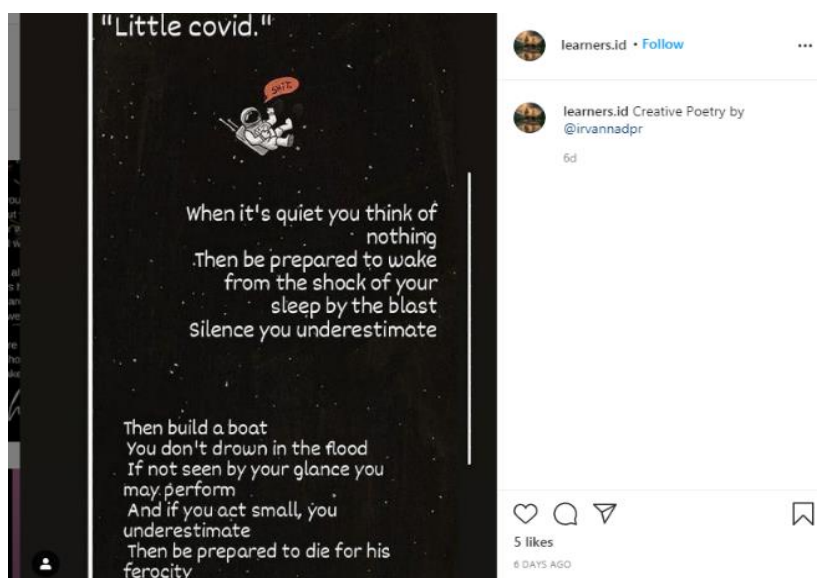 "Little covid."
SHIT
When it's quiet you think of
nothing
Then be prepared to wake
from the shock of your
sleep by the blast
Silence you underestimate
Then build a boat
You don't drown in the flood
If not seen by your glance you
may perform
And if you act small, you
underestimate
Then be prepared to die for his
ferocity
learners.id • Follow
learners.id Creative Poetry by
@irvannadpr
6d
5 likes
6 DAYS AGO